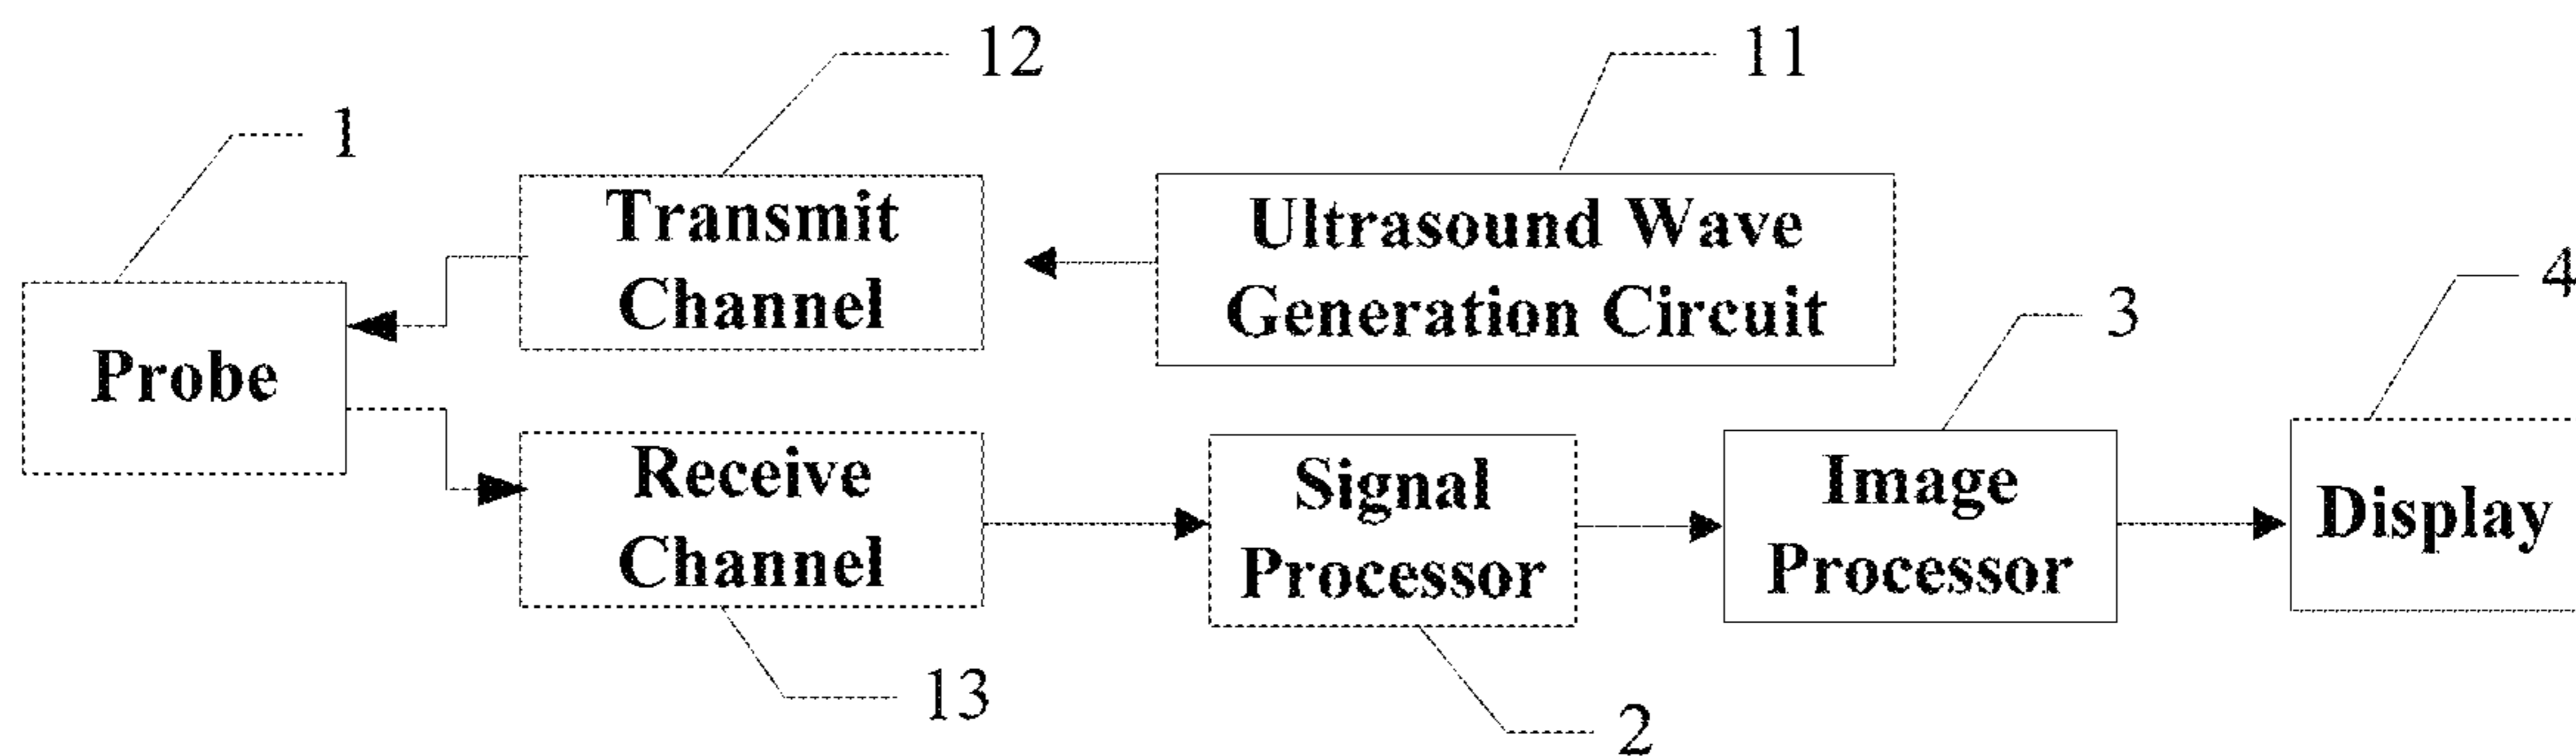 12
11
1
Transmit
Channel
Ultrasound Wave
Generation Circuit
4
3
Probe
Receive
Channel
Signal
Processor
Image
Processor
Display
13
2